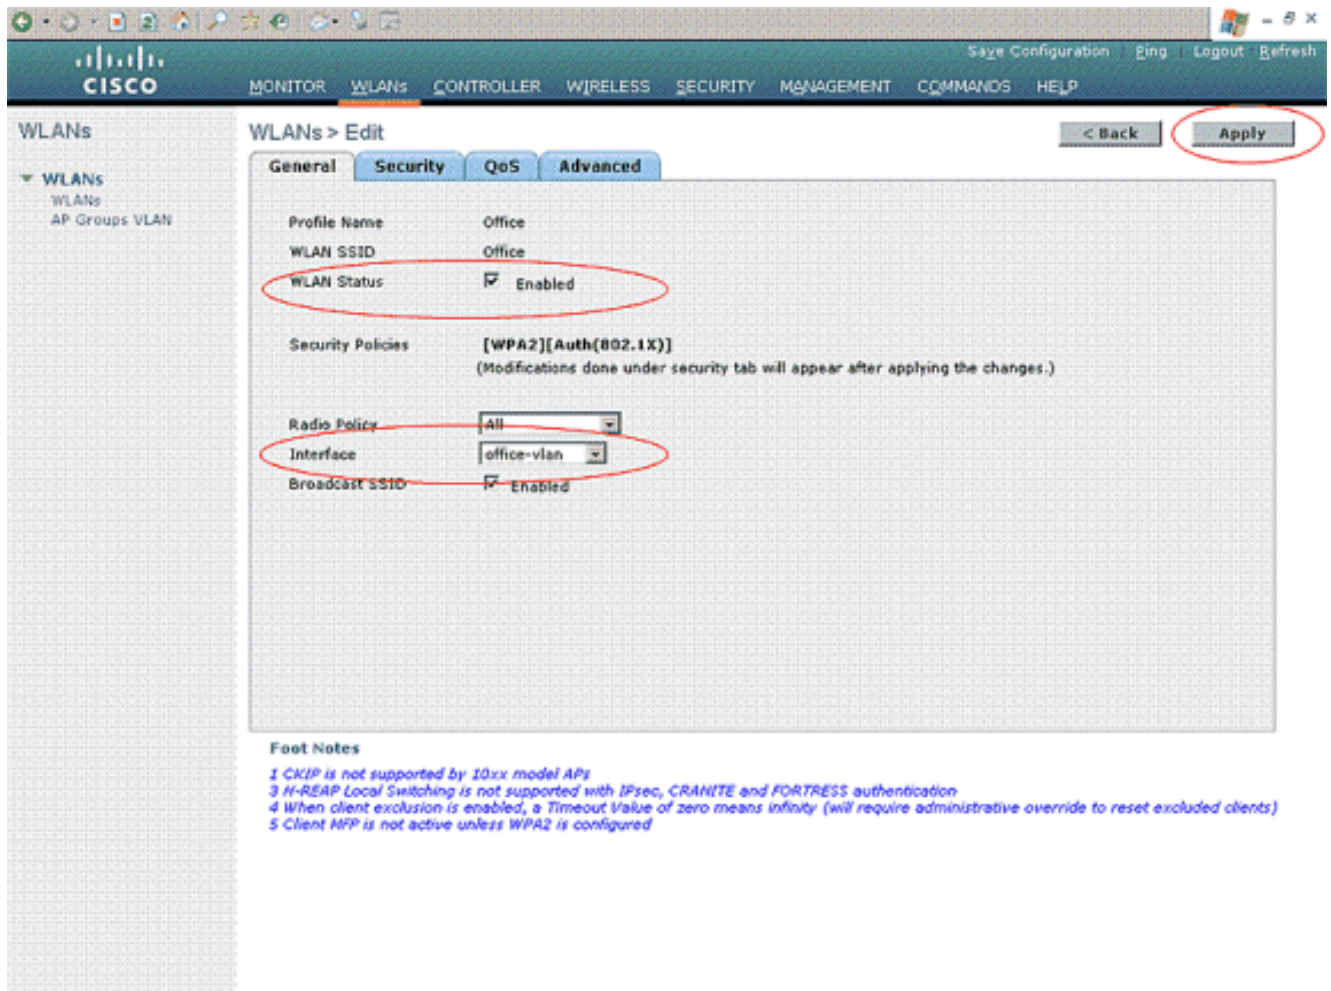 Save Configuration Ping Logout Refresh
CISCO
MONITOR WLANs CONTROLLER WIRELESS SECURITY MANAGEMENT COMMANDS HELP
WLANs
WLANs
WLANs
AP Groups VLAN
WLANs > Edit
< Back Apply
General Security QoS Advanced
Profile Name Office
WLAN SSID Office
WLAN Status Enabled
Security Policies [WPA2][Auth(802.1X)]
(Modifications done under security tab will appear after applying the changes.)
Radio Policy All
Interface office-vlan
Broadcast SSID Enabled
Foot Notes
1 CKIP is not supported by 10xx model APs
3 H-REAP Local Switching is not supported with IPsec, CRANITE and FORTRESS authentication
4 When client exclusion is enabled, a Timeout Value of zero means infinity (will require administrative override to reset excluded clients)
5 Client MFP is not active unless WPA2 is configured